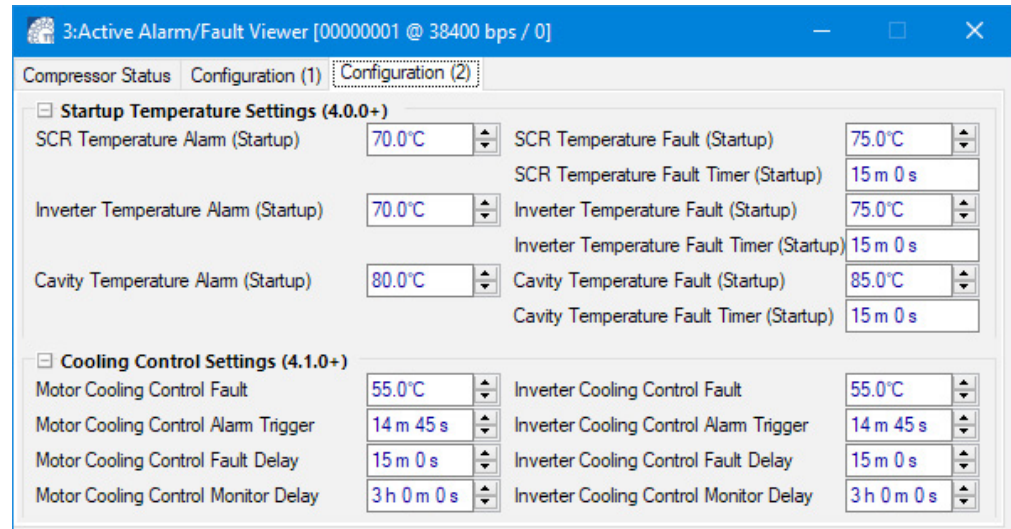 3:Active Alarm/Fault Viewer [00000001 @ 38400 bps / 0]
Compressor Status Configuration (1) Configuration (2)
Startup Temperature Settings (4.0.0+)
SCR Temperature Alarm (Startup) 70.0°C SCR Temperature Fault (Startup) 75.0°C
SCR Temperature Fault Timer (Startup) 15 m 0 s
Inverter Temperature Alarm (Startup) 70.0°C Inverter Temperature Fault (Startup) 75.0°C
Inverter Temperature Fault Timer (Startup) 15 m 0 s
Cavity Temperature Alarm (Startup) 80.0°C Cavity Temperature Fault (Startup) 85.0°C
Cavity Temperature Fault Timer (Startup) 15 m 0 s
Cooling Control Settings (4.1.0+)
Motor Cooling Control Fault 55.0°C Inverter Cooling Control Fault 55.0°C
Motor Cooling Control Alarm Trigger 14 m 45 s Inverter Cooling Control Alarm Trigger 14 m 45 s
Motor Cooling Control Fault Delay 15 m 0 s Inverter Cooling Control Fault Delay 15 m 0 s
Motor Cooling Control Monitor Delay 3 h 0 m 0 s Inverter Cooling Control Monitor Delay 3 h 0 m 0 s